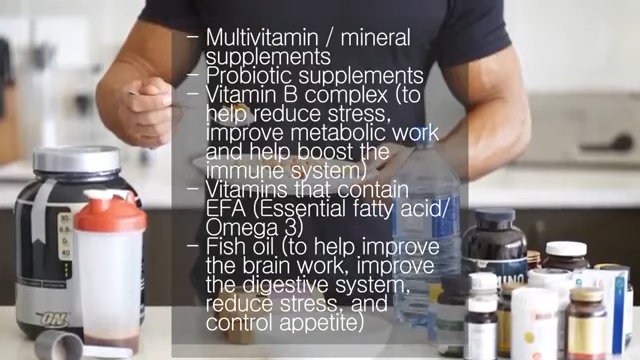 – Multivitamin / mineral
supplements
– Probiotic supplements
– Vitamin B complex (to
help reduce stress,
improve metabolic work
and help boost the
immune system)
– Vitamins that contain
EFA (Essential fatty acid/
Omega 3)
– Fish oil (to help improve
the brain work, improve
the digestive system,
reduce stress, and
control appetite)
ON